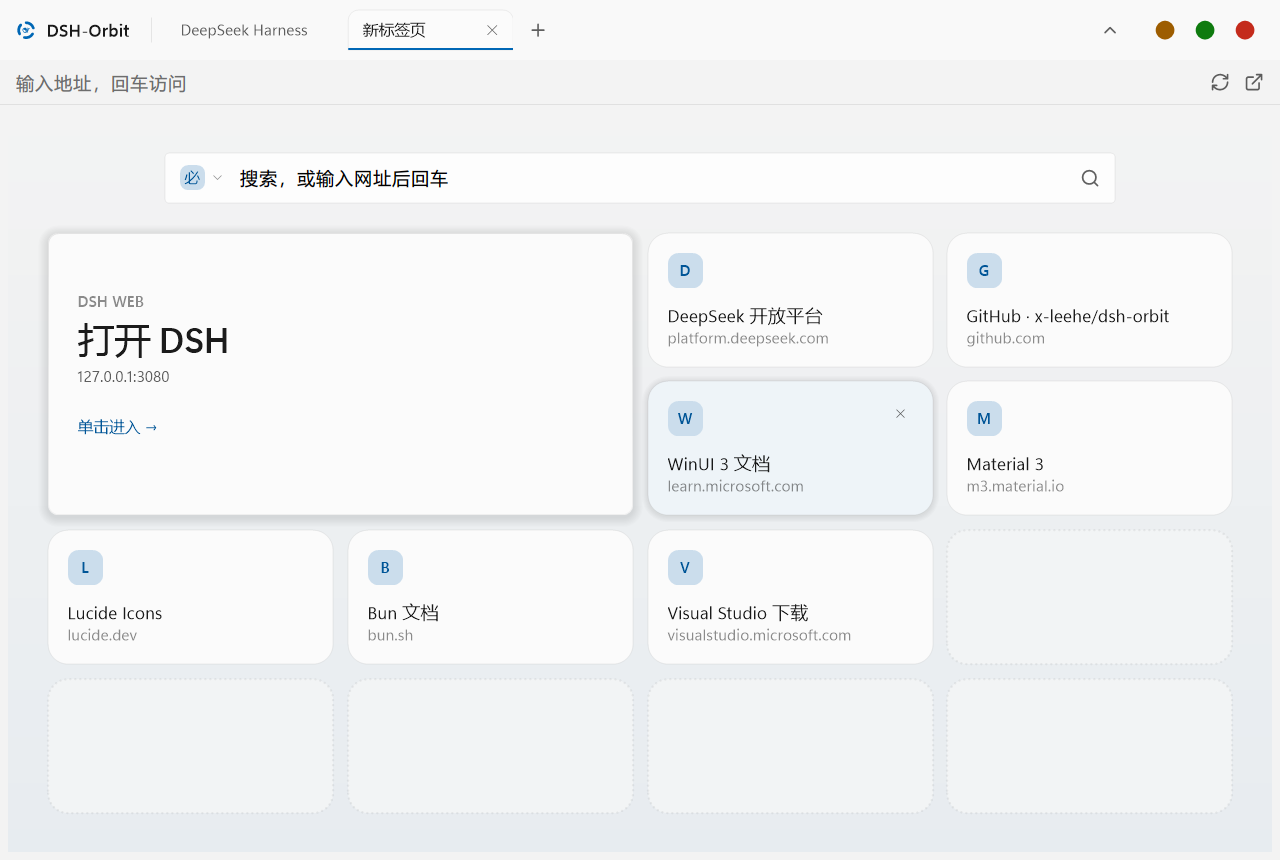 DSH-Orbit
DeepSeek Harness
新标签页
输入地址，回车访问
必
搜索，或输入网址后回车
DSH WEB
打开 DSH
127.0.0.1:3080
单击进入 →
D
DeepSeek 开放平台
platform.deepseek.com
G
GitHub · x-leehe/dsh-orbit
github.com
W
WinUI 3 文档
learn.microsoft.com
M
Material 3
m3.material.io
L
Lucide Icons
lucide.dev
B
Bun 文档
bun.sh
V
Visual Studio 下载
visualstudio.microsoft.com